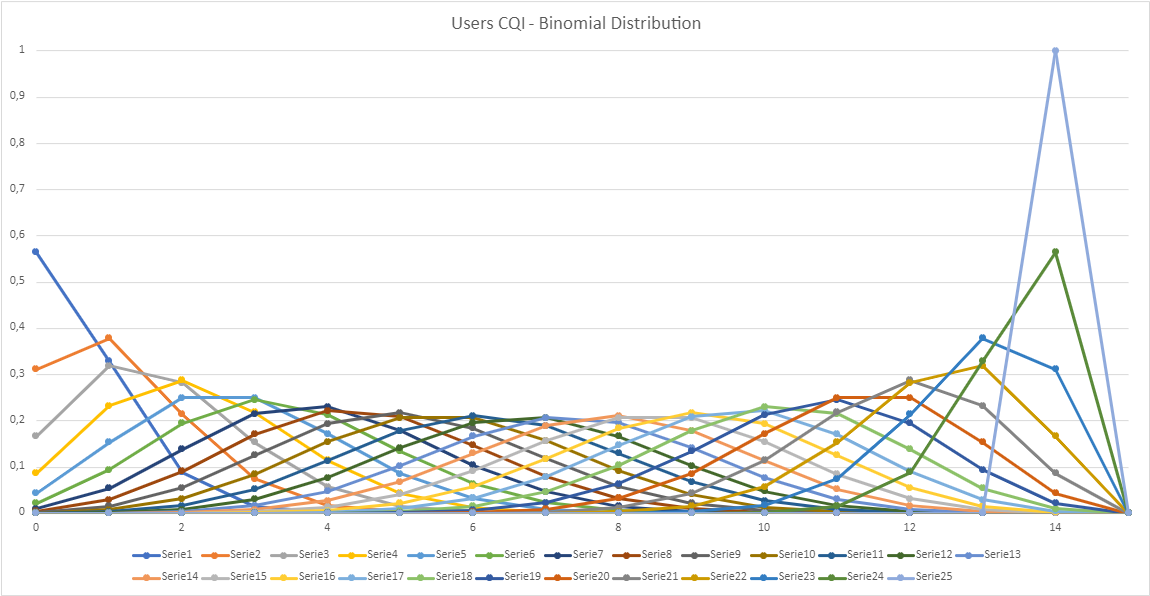 Users CQI - Binomial Distribution
1
0,9
0,8
0,7
0,6
0,5
0,4
0,3
0,2
0,1
0
0 2 4 6 8 10 12 14
Serie1 Serie2 Serie3 Serie4 Serie5 Serie6 Serie7 Serie8 Serie9 Serie10 Serie11 Serie12 Serie13
Serie14 Serie15 Serie16 Serie17 Serie18 Serie19 Serie20 Serie21 Serie22 Serie23 Serie24 Serie25